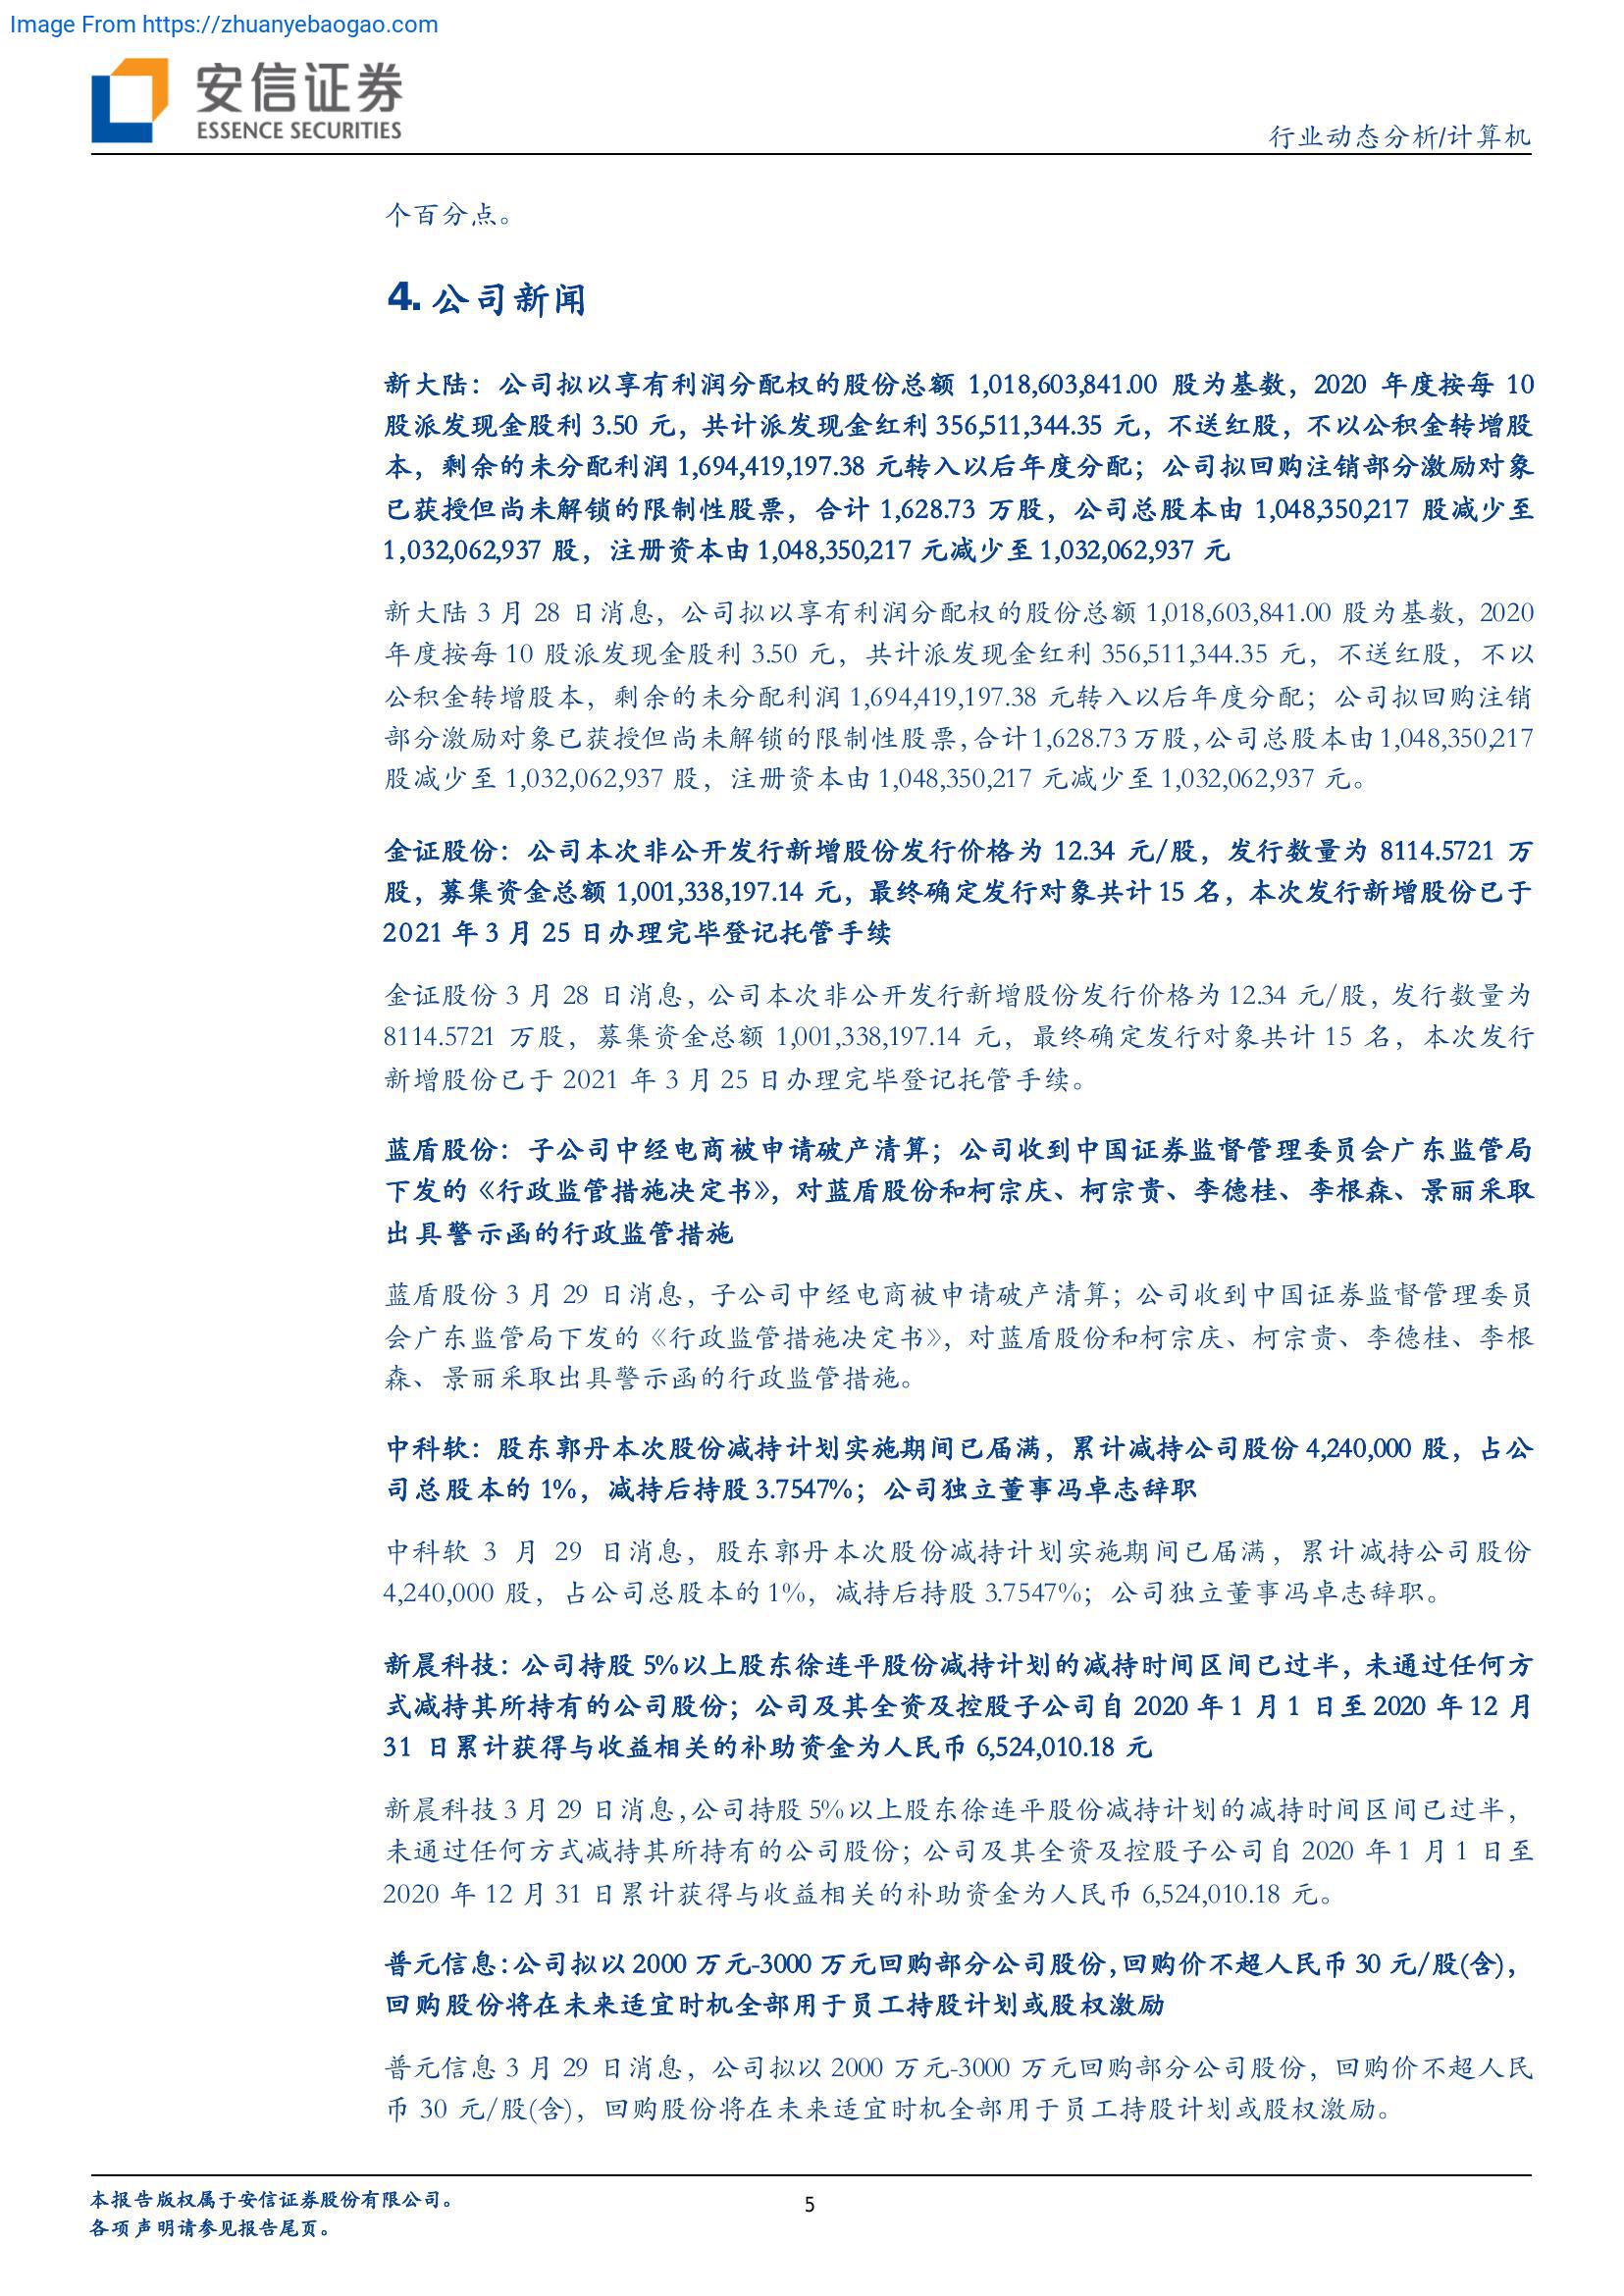 Image From https://zhuanyebaogao.com
安信证券
ESSENCE SECURITIES
行业动态分析/计算机
个百分点。
4. 公司新闻
新大陆：公司拟以享有利润分配权的股份总额 1,018,603,841.00 股为基数，2020 年度按每 10
股派发现金股利 3.50 元，共计派发现金红利 356,511,344.35 元，不送红股，不以公积金转增股
本，剩余的未分配利润 1,694,419,197.38 元转入以后年度分配；公司拟回购注销部分激励对象
已获授但尚未解锁的限制性股票，合计 1,628.73 万股，公司总股本由 1,048,350,217 股减少至
1,032,062,937 股，注册资本由 1,048,350,217 元减少至 1,032,062,937 元
新大陆 3 月 28 日消息，公司拟以享有利润分配权的股份总额 1,018,603,841.00 股为基数，2020
年度按每 10 股派发现金股利 3.50 元，共计派发现金红利 356,511,344.35 元，不送红股，不以
公积金转增股本，剩余的未分配利润 1,694,419,197.38 元转入以后年度分配；公司拟回购注销
部分激励对象已获授但尚未解锁的限制性股票，合计 1,628.73 万股，公司总股本由 1,048,350,217
股减少至 1,032,062,937 股，注册资本由 1,048,350,217 元减少至 1,032,062,937 元。
金证股份：公司本次非公开发行新增股份发行价格为 12.34 元/股，发行数量为 8114.5721 万
股，募集资金总额 1,001,338,197.14 元，最终确定发行对象共计 15 名，本次发行新增股份已于
2021 年 3 月 25 日办理完毕登记托管手续
金证股份 3 月 28 日消息，公司本次非公开发行新增股份发行价格为 12.34 元/股，发行数量为
8114.5721 万股，募集资金总额 1,001,338,197.14 元，最终确定发行对象共计 15 名，本次发行
新增股份已于 2021 年 3 月 25 日办理完毕登记托管手续。
蓝盾股份：子公司中经电商被申请破产清算；公司收到中国证券监督管理委员会广东监管局
下发的《行政监管措施决定书》，对蓝盾股份和柯宗庆、柯宗贵、李德桂、李根森、景丽采取
出具警示函的行政监管措施
蓝盾股份 3 月 29 日消息，子公司中经电商被申请破产清算；公司收到中国证券监督管理委员
会广东监管局下发的《行政监管措施决定书》，对蓝盾股份和柯宗庆、柯宗贵、李德桂、李根
森、景丽采取出具警示函的行政监管措施。
中科软：股东郭丹本次股份减持计划实施期间已届满，累计减持公司股份 4,240,000 股，占公
司总股本的 1%，减持后持股 3.7547%；公司独立董事冯卓志辞职
中科软 3 月 29 日消息，股东郭丹本次股份减持计划实施期间已届满，累计减持公司股份
4,240,000 股，占公司总股本的 1%，减持后持股 3.7547%；公司独立董事冯卓志辞职。
新晨科技：公司持股 5%以上股东徐连平股份减持计划的减持时间区间已过半，未通过任何方
式减持其所持有的公司股份；公司及其全资及控股子公司自 2020 年 1 月 1 日至 2020 年 12 月
31 日累计获得与收益相关的补助资金为人民币 6,524,010.18 元
新晨科技 3 月 29 日消息，公司持股 5%以上股东徐连平股份减持计划的减持时间区间已过半，
未通过任何方式减持其所持有的公司股份；公司及其全资及控股子公司自 2020 年 1 月 1 日至
2020 年 12 月 31 日累计获得与收益相关的补助资金为人民币 6,524,010.18 元。
普元信息：公司拟以 2000 万元-3000 万元回购部分公司股份，回购价不超人民币 30 元/股(含)，
回购股份将在未来适宜时机全部用于员工持股计划或股权激励
普元信息 3 月 29 日消息，公司拟以 2000 万元-3000 万元回购部分公司股份，回购价不超人民
币 30 元/股(含)，回购股份将在未来适宜时机全部用于员工持股计划或股权激励。
本报告版权属于安信证券股份有限公司。
各项声明请参见报告尾页。
5